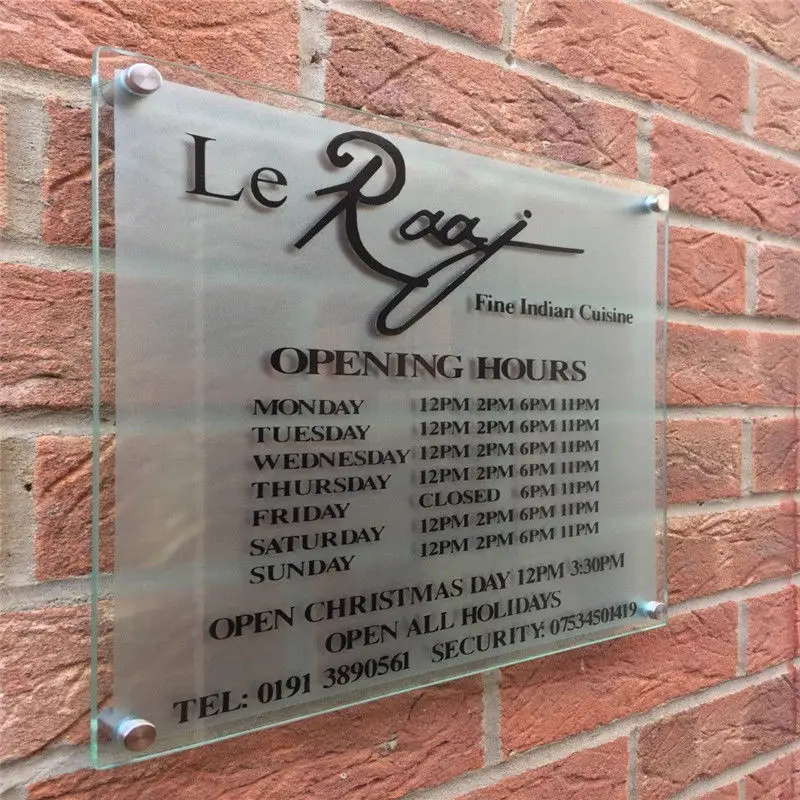 Le Raaj
Fine Indian Cuisine
OPENING HOURS
MONDAY 12PM 2PM 6PM 11PM
TUESDAY 12PM 2PM 6PM 11PM
WEDNESDAY 12PM 2PM 6PM 11PM
THURSDAY 12PM 2PM 6PM 11PM
FRIDAY CLOSED 6PM 11PM
SATURDAY 12PM 2PM 6PM 11PM
SUNDAY 12PM 2PM 6PM 11PM
OPEN CHRISTMAS DAY 12PM 3:30PM
OPEN ALL HOLIDAYS
TEL: 0191 3890561 SECURITY: 07534501419